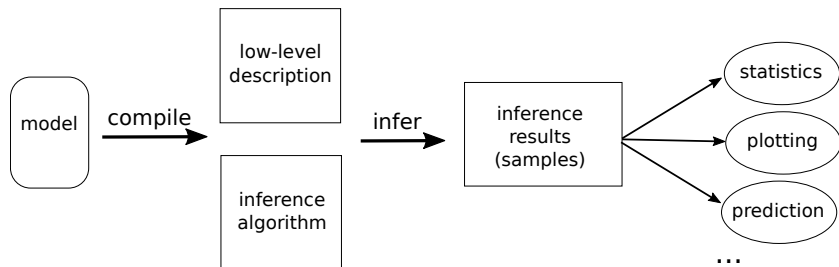 model
compile
low-level
description
inference
algorithm
infer
inference
results
(samples)
statistics
plotting
prediction
...